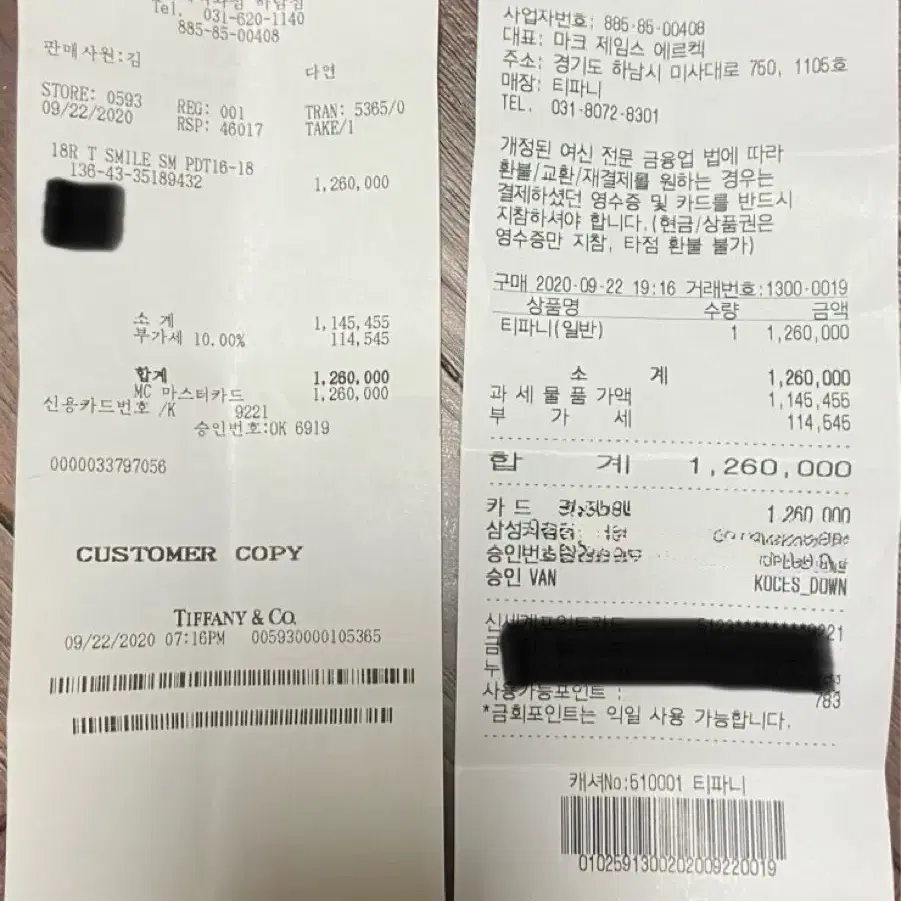 Tel. 031-620-1140
885-85-00408
판매사원:김 다연
STORE: 0593 REG: 001 TRAN: 5365/0
09/22/2020 RSP: 46017 TAKE/1
18R T SMILE SM PDT16-18
136-43-35189432 1,260,000
소 계 1,145,455
부가세 10.00% 114,545
합계 1,260,000
MC 마스터카드 1,260,000
신용카드번호 /K 9221
승인번호:OK 6919
0000033797056
CUSTOMER COPY
TIFFANY & CO.
09/22/2020 07:16PM 005930000105365
사업자번호: 885-85-00408
대표: 마크 제임스 에르켁
주소: 경기도 하남시 미사대로 750, 1105호
매장: 티파니
TEL. 031-8072-8301
개정된 여신 전문 금융업 법에 따라
환불/교환/재결제를 원하는 경우는
결제하셨던 영수증 및 카드를 반드시
지참하셔야 합니다.(현금/상품권은
영수증만 지참, 타점 환불 불가)
구매 2020-09-22 19:16 거래번호:1300-0019
상품명 수량 금액
티파니(일반) 1 1,260,000
소 계 1,260,000
과 세 물 품 가액 1,145,455
부 가 세 114,545
합 계 1,260,000
카 드 1,260,000
승인번호
승인 VAN KOCES_DOWN
신세계포인트카드
사용가능포인트 : 783
*금회포인트는 익일 사용 가능합니다.
캐셔No:510001 티파니
0102591300202009220019